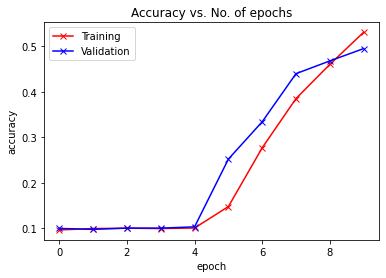 Accuracy vs. No. of epochs
Training
Validation
accuracy
0.5
0.4
0.3
0.2
0.1
0 2 4 6 8
epoch